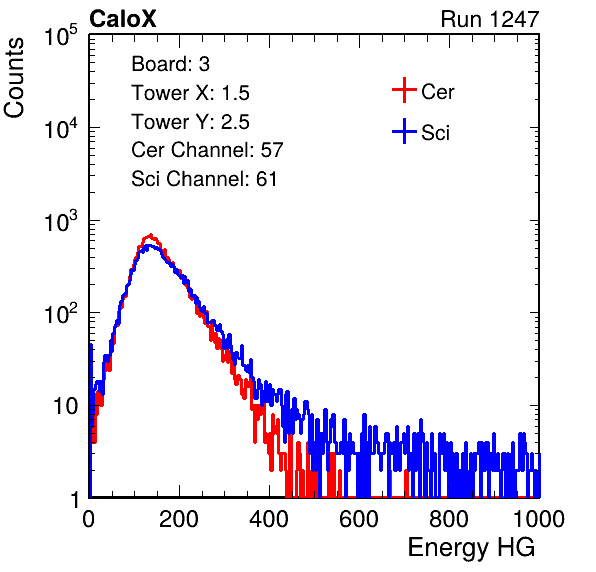 CaloX Run 1247
Counts
Board: 3
Tower X: 1.5
Tower Y: 2.5
Cer Channel: 57
Sci Channel: 61
Cer
Sci
10^5
10^4
10^3
10^2
10
1
0 200 400 600 800 1000
Energy HG